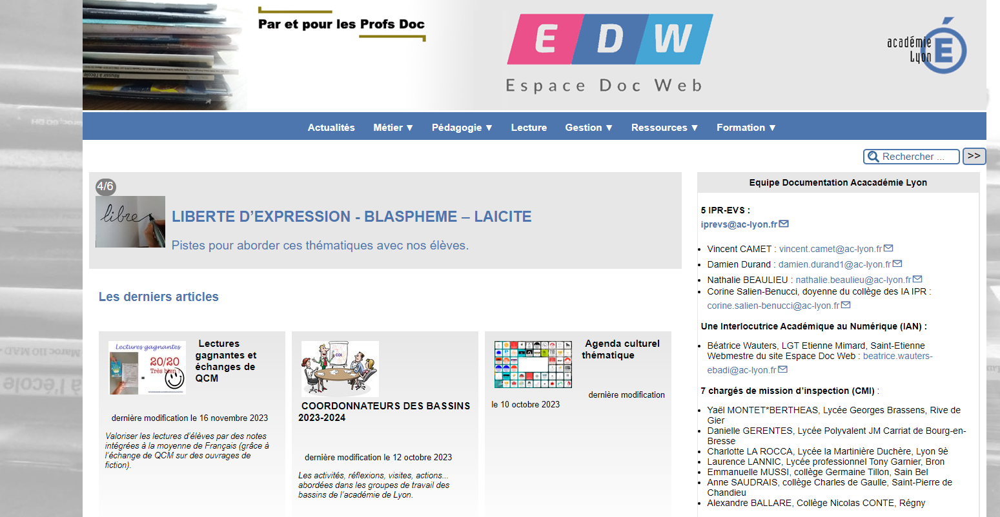 Par et pour les Profs Doc
EDW
Espace Doc Web
académie
Lyon
É
Actualités
Métier ▼
Pédagogie ▼
Lecture
Gestion ▼
Ressources ▼
Formation ▼
Rechercher ...
>>
4/6
libre
LIBERTE D’EXPRESSION - BLASPHEME – LAICITE
Pistes pour aborder ces thématiques avec nos élèves.
Les derniers articles
Lectures gagnantes
20/20
Très bien !
=
Lectures
gagnantes et
échanges de
QCM
dernière modification le 16 novembre 2023
Valoriser les lectures d’élèves par des notes
intégrées à la moyenne de Français (grâce à
l’échange de QCM sur des ouvrages de
fiction).
CDI
COORDONNATEURS DES BASSINS
2023-2024
dernière modification le 12 octobre 2023
Les activités, réflexions, visites, actions...
abordées dans les groupes de travail des
bassins de l’académie de Lyon.
Agenda culturel
thématique
dernière modification
le 10 octobre 2023
Equipe Documentation Acacadémie Lyon
5 IPR-EVS :
iprevs@ac-lyon.fr
Vincent CAMET : vincent.camet@ac-lyon.fr
Damien Durand : damien.durand1@ac-lyon.fr
Nathalie BEAULIEU : nathalie.beaulieu@ac-lyon.fr
Corine Salien-Benucci, doyenne du collège des IA IPR :
corine.salien-benucci@ac-lyon.fr
Une Interlocutrice Académique au Numérique (IAN) :
Béatrice Wauters, LGT Etienne Mimard, Saint-Etienne
Webmestre du site Espace Doc Web : beatrice.wauters-
ebadi@ac-lyon.fr
7 chargés de mission d’inspection (CMI) :
Yaël MONTET*BERTHEAS, Lycée Georges Brassens, Rive de
Gier
Danielle GERENTES, Lycée Polyvalent JM Carriat de Bourg-en-
Bresse
Charlotte LA ROCCA, Lycée la Martinière Duchère, Lyon 9è
Laurence LANNIC, Lycée professionnel Tony Garnier, Bron
Emmanuelle MUSSI, collège Germaine Tillon, Sain Bel
Anne SAUDRAIS, collège Charles de Gaulle, Saint-Pierre de
Chandieu
Alexandre BALLARE, Collège Nicolas CONTE, Régny